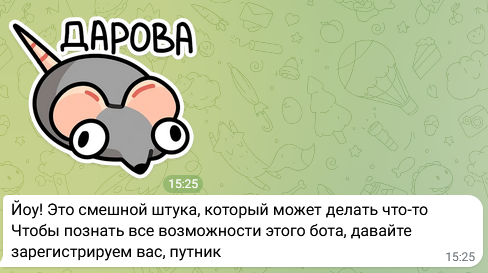 ДАРОВА
15:25
Йоу! Это смешной штука, который может делать что-то
Чтобы познать все возможности этого бота, давайте
зарегистрируем вас, путник
15:25